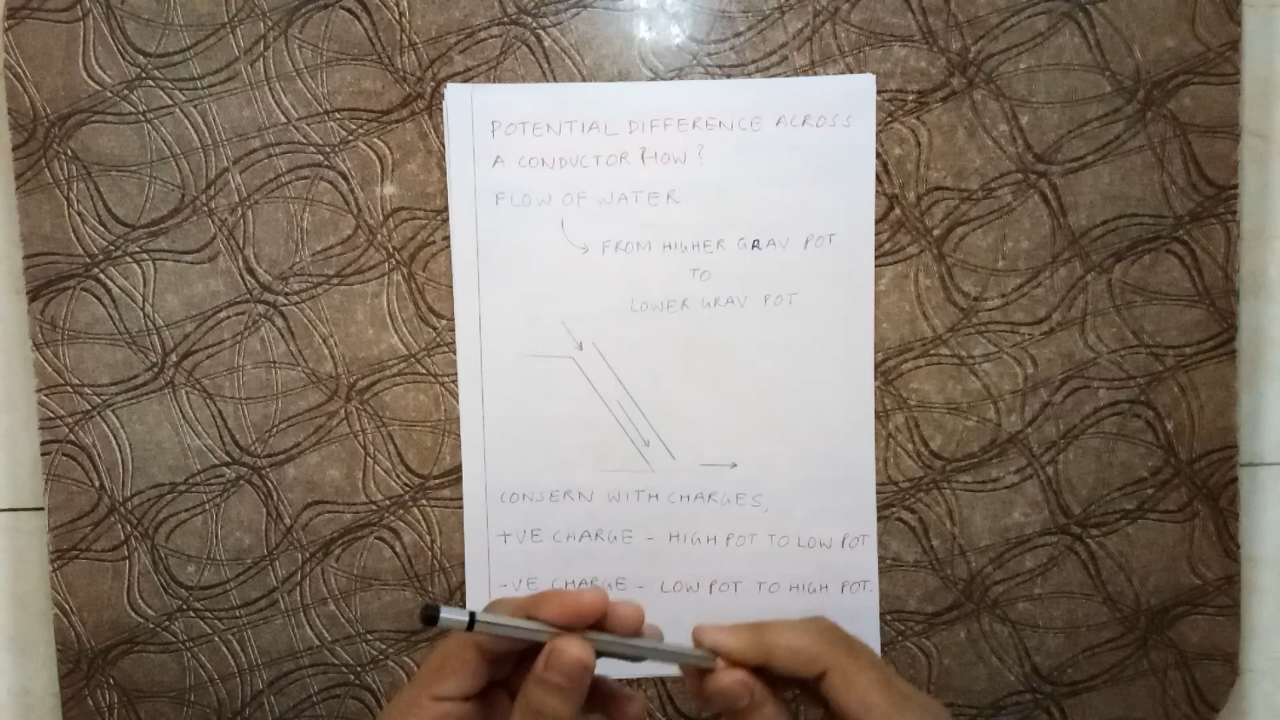 POTENTIAL DIFFERENCE ACROSS
A CONDUCTOR HOW?
FLOW OF WATER
FROM HIGHER GRAV POT
TO
LOWER GRAV POT
CONSERN WITH CHARGES,
+VE CHARGE - HIGH POT TO LOW POT
-VE CHARGE - LOW POT TO HIGH POT.